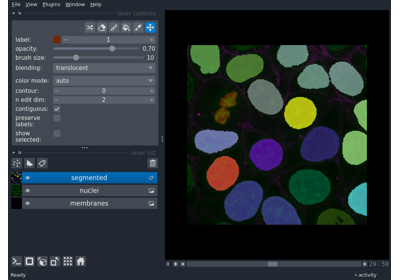 File View Plugins Window Help
layer controls
label: 1
opacity: 0.70
brush size: 10
blending: translucent
color mode: auto
contour: 0
n edit dim: 2
contiguous:
preserve
labels:
show
selected:
layer list
segmented
nuclei
membranes
29 59
Ready
activity